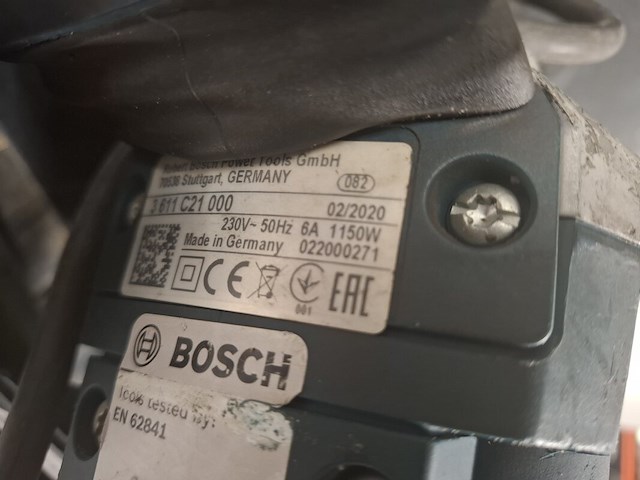 Robert Bosch Power Tools GmbH
70538 Stuttgart, GERMANY
082
3 611 C21 000
02/2020
230V~ 50Hz 6A 1150W
Made in Germany 022000271
CE
001
EAC
BOSCH
Tools tested by:
EN 62841